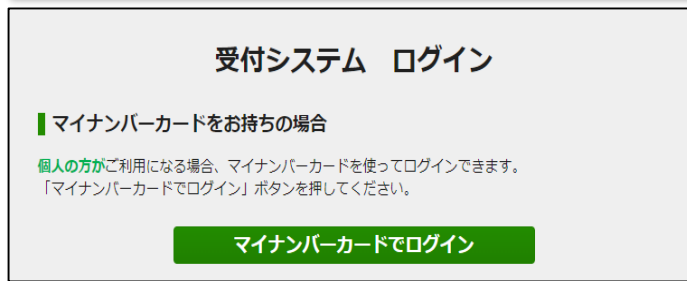 受付システム　ログイン
マイナンバーカードをお持ちの場合
個人の方がご利用になる場合、マイナンバーカードを使ってログインできます。
「マイナンバーカードでログイン」ボタンを押してください。
マイナンバーカードでログイン